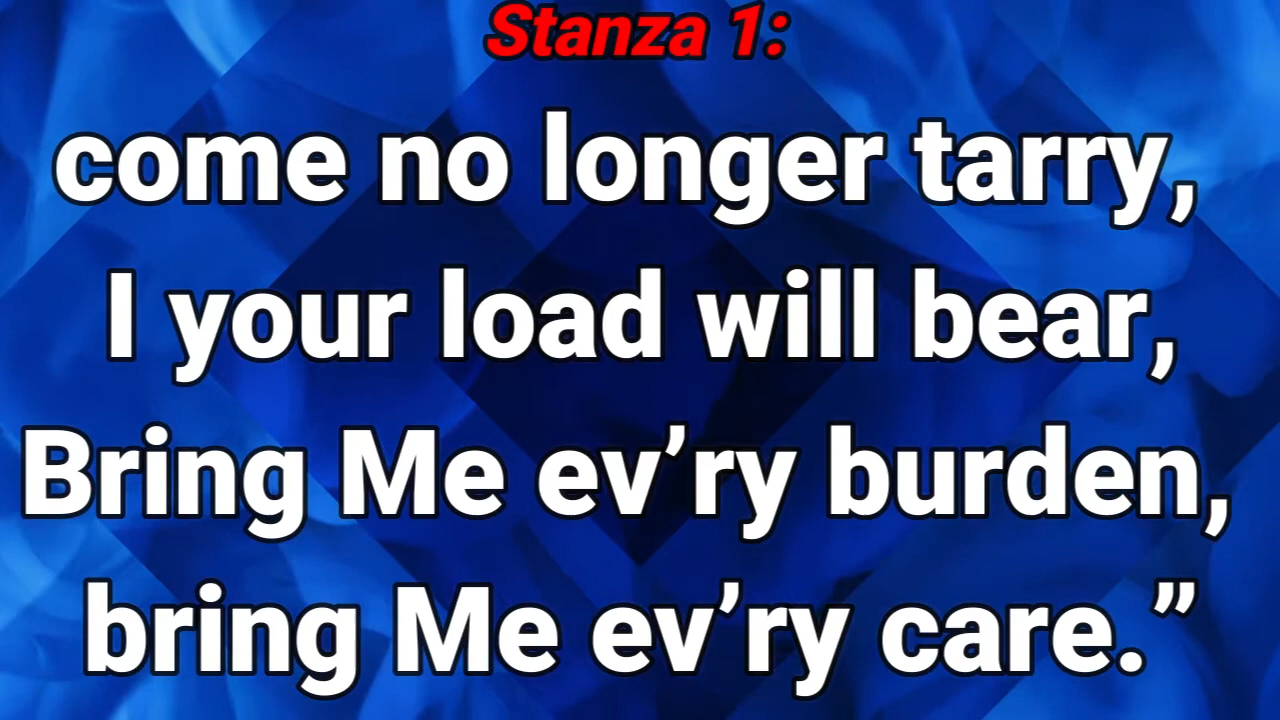 Stanza 1:
come no longer tarry,
I your load will bear,
Bring Me ev’ry burden,
bring Me ev’ry care.”